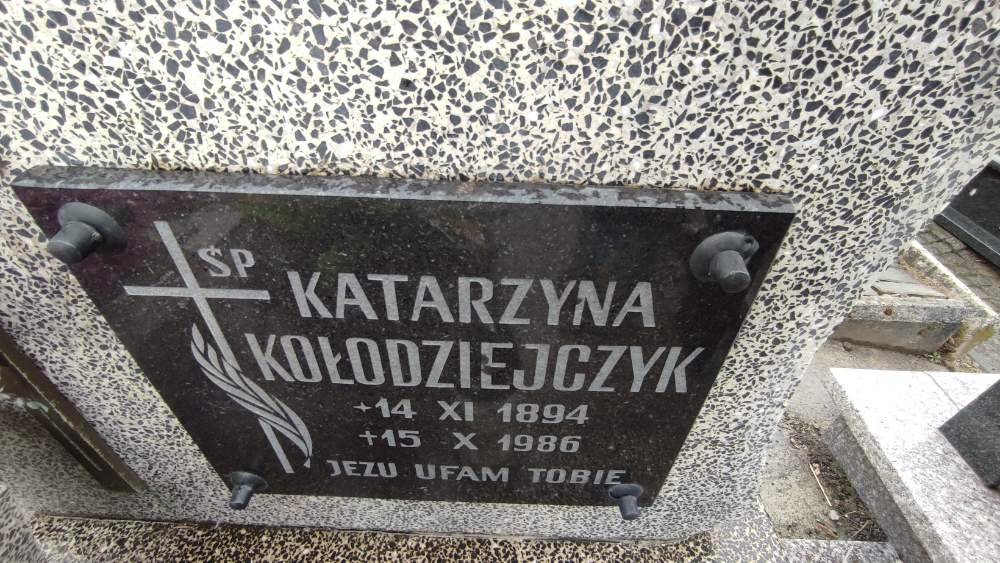 ŚP
KATARZYNA
KOŁODZIEJCZYK
+14 XI 1894
+15 X 1986
JEZU UFAM TOBIE